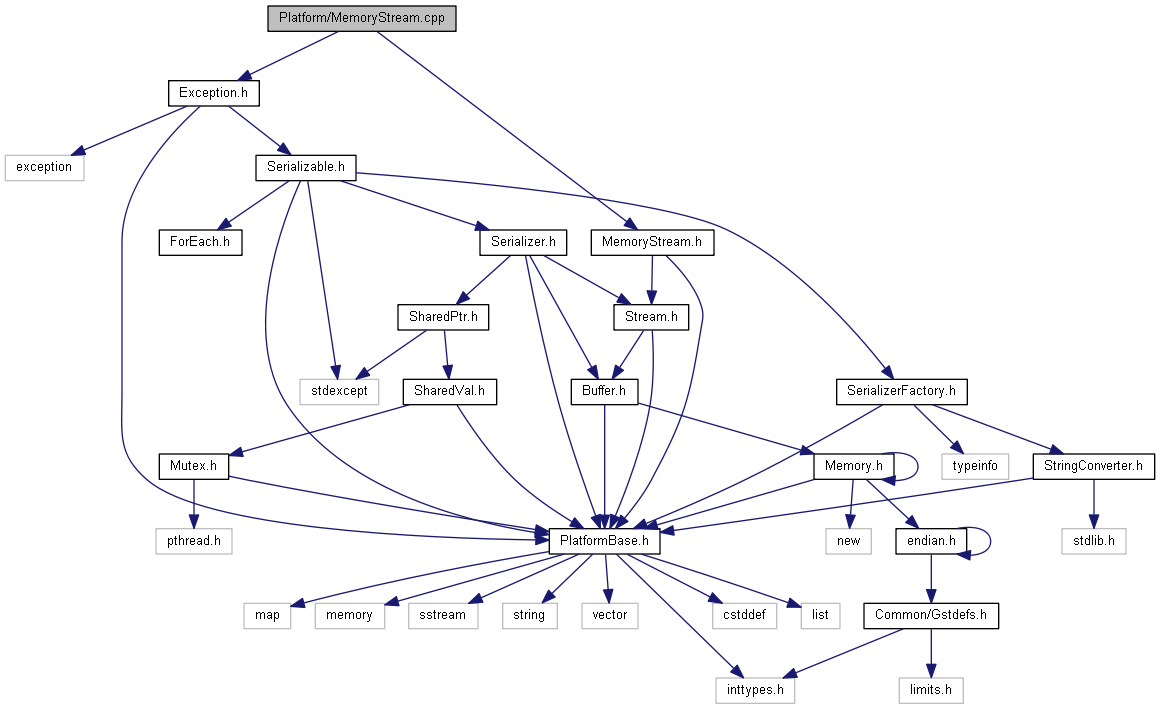 Platform/MemoryStream.cpp
Exception.h
exception
Serializable.h
ForEach.h
Serializer.h
MemoryStream.h
SharedPtr.h
Stream.h
stdexcept
SharedVal.h
Buffer.h
SerializerFactory.h
Mutex.h
Memory.h
typeinfo
StringConverter.h
pthread.h
PlatformBase.h
new
endian.h
stdlib.h
map
memory
sstream
string
vector
cstddef
list
Common/Gstdefs.h
inttypes.h
limits.h